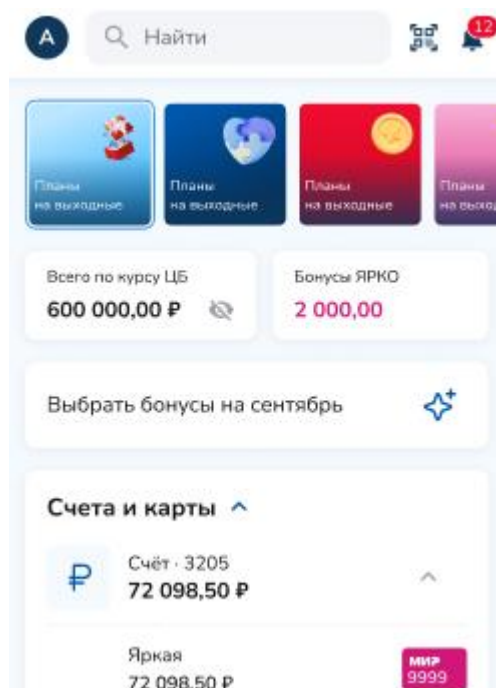 А
Найти
12
Планы
на выходные
Планы
на выходные
Планы
на выходные
Планы
Всего по курсу ЦБ
600 000,00 ₽
Бонусы ЯРКО
2 000,00
Выбрать бонусы на сентябрь
Счета и карты
₽
Счёт · 3205
72 098,50 ₽
Яркая
72 098,50 ₽
МИР
9999